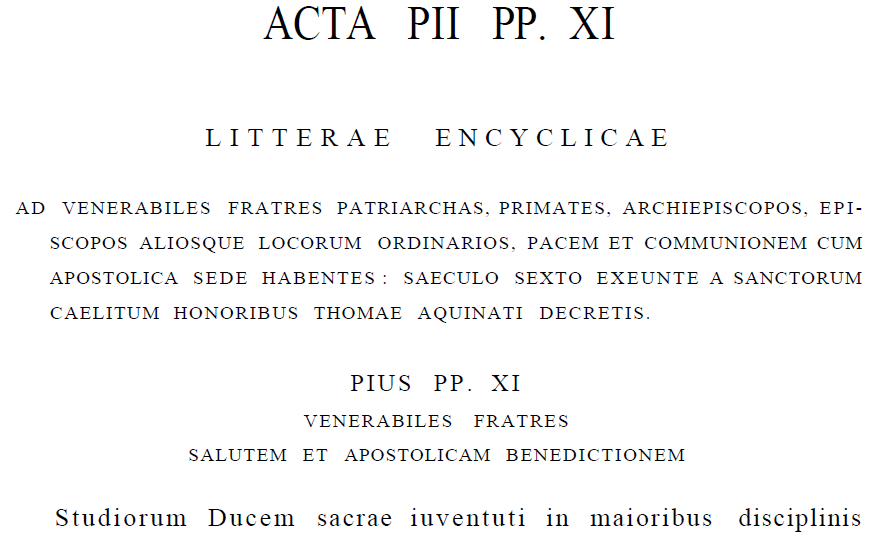 ACTA PII PP. XI
LITTERAE ENCYCLICAE
AD VENERABILES FRATRES PATRIARCHAS, PRIMATES, ARCHIEPISCOPOS, EPI-
SCOPOS ALIOSQUE LOCORUM ORDINARIOS, PACEM ET COMMUNIONEM CUM
APOSTOLICA SEDE HABENTES : SAECULO SEXTO EXEUNTE A SANCTORUM
CAELITUM HONORIBUS THOMAE AQUINATI DECRETIS.
PIUS PP. XI
VENERABILES FRATRES
SALUTEM ET APOSTOLICAM BENEDICTIONEM
Studiorum Ducem sacrae iuventuti in maioribus disciplinis